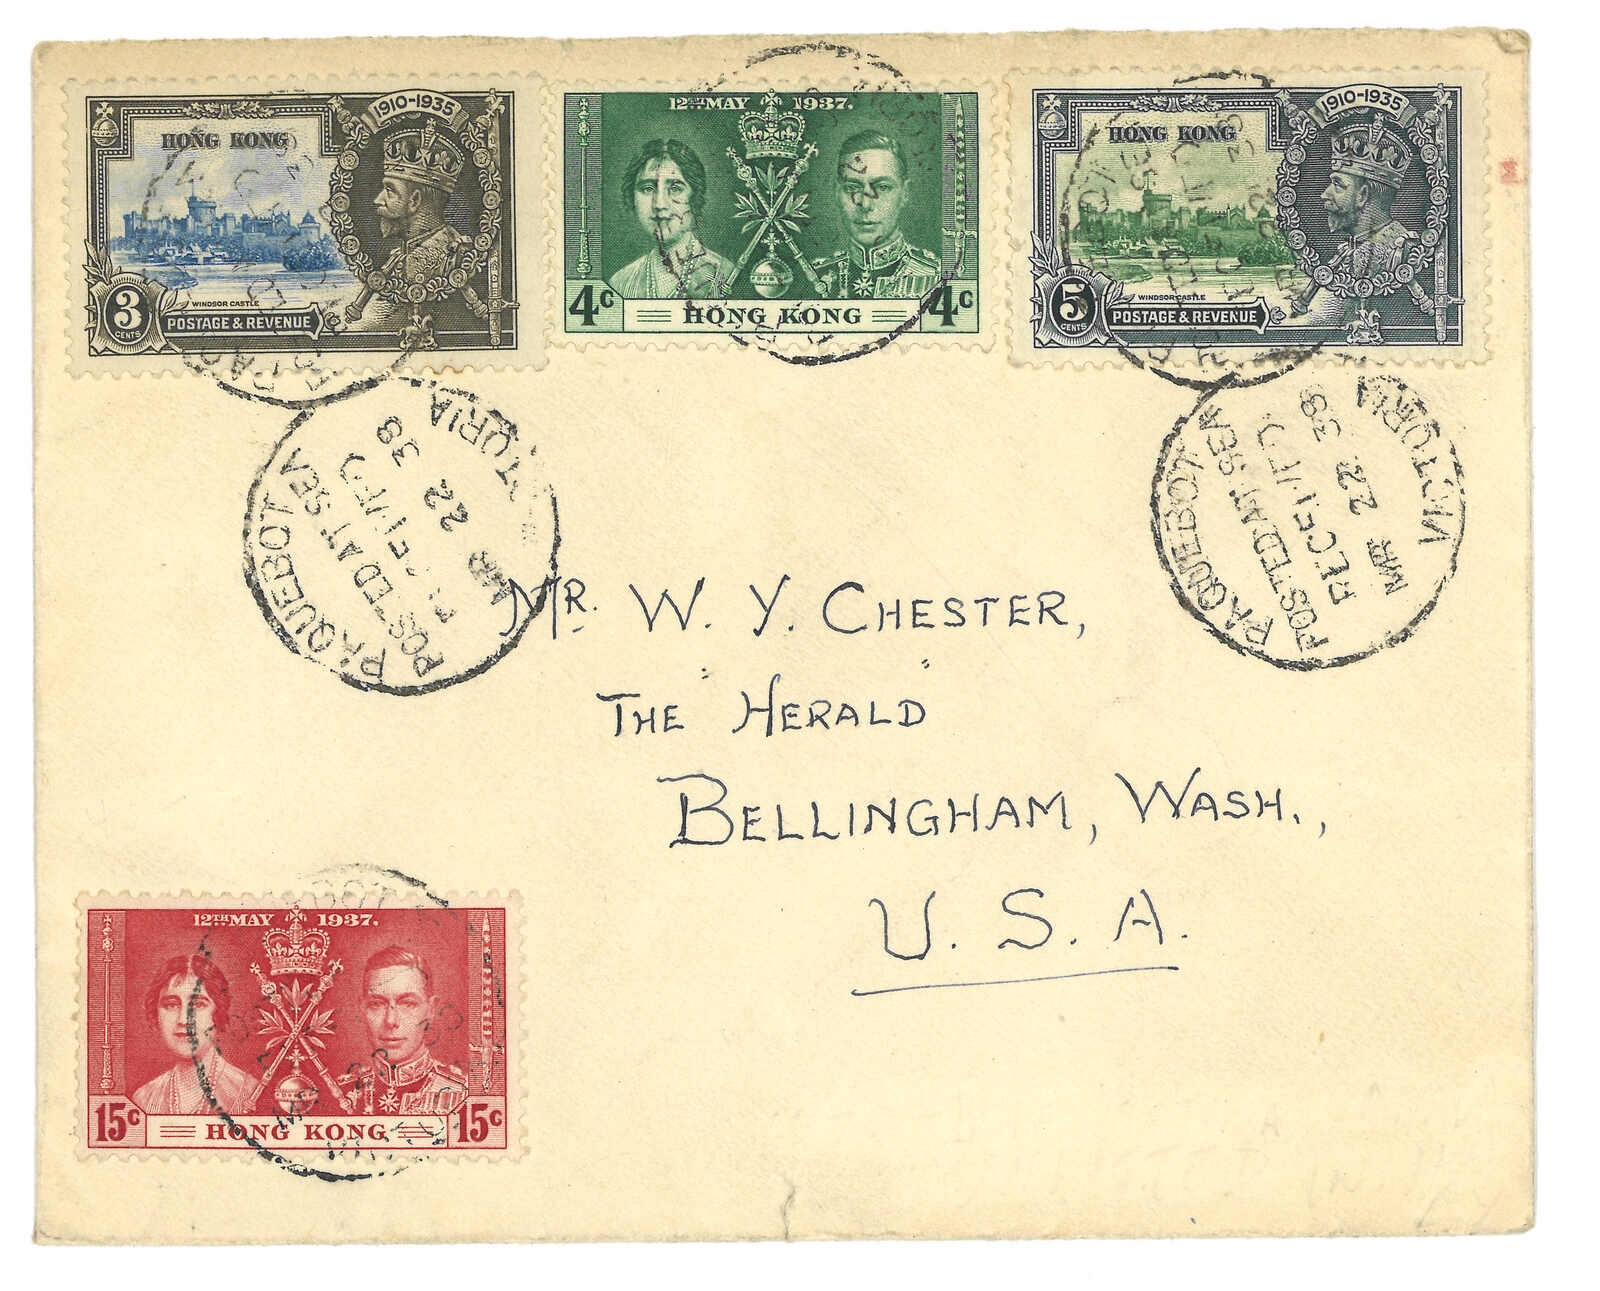 1910-1935
HONG KONG
WINDSOR CASTLE
3
CENTS
POSTAGE & REVENUE
12TH MAY 1937.
4c HONG KONG 4c
1910-1935
HONG KONG
WINDSOR CASTLE
5
CENTS
POSTAGE & REVENUE
PAQUEBOT
POSTED AT SEA
MR 22 38
PAQUEBOT
POSTED AT SEA
RECEIVED
MR 22 38
VICTORIA
MR. W. Y. CHESTER,
THE "HERALD"
BELLINGHAM, WASH.,
U. S. A.
12TH MAY 1937.
15c HONG KONG 15c